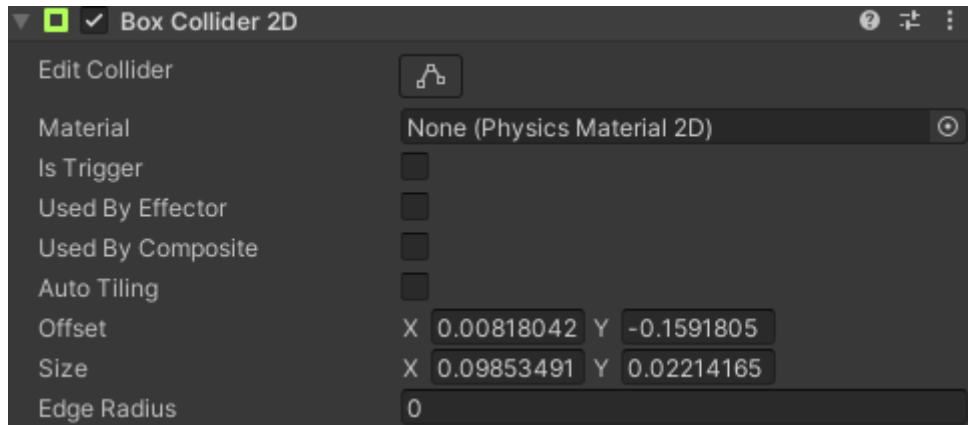 Box Collider 2D
Edit Collider
Material None (Physics Material 2D)
Is Trigger
Used By Effector
Used By Composite
Auto Tiling
Offset X 0.00818042 Y -0.1591805
Size X 0.09853491 Y 0.02214165
Edge Radius 0